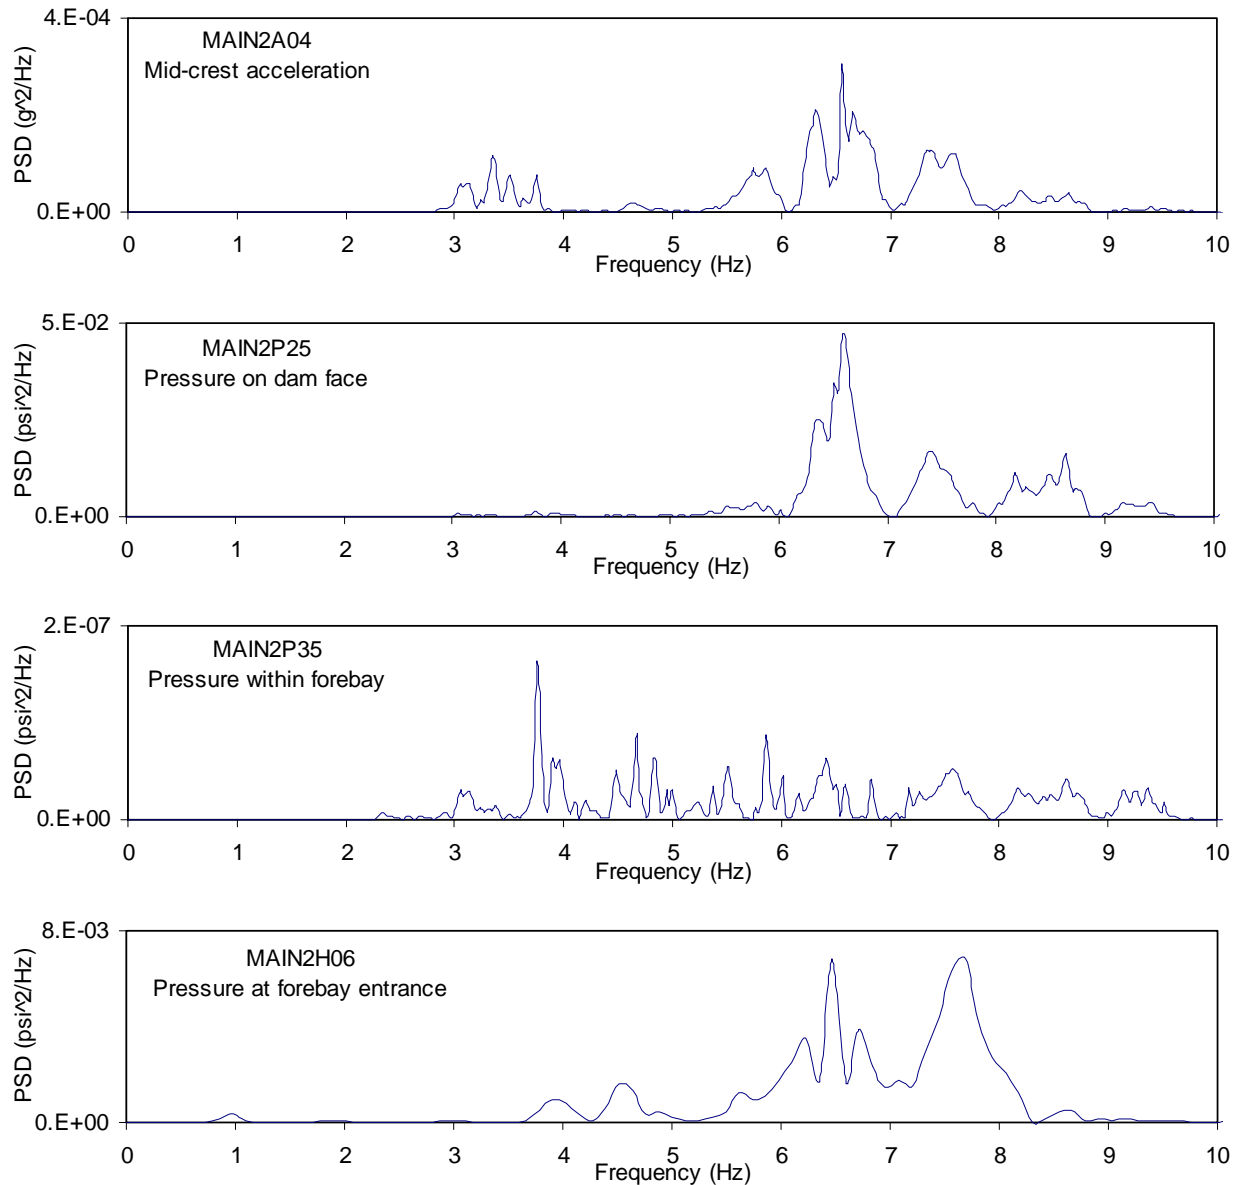 4.E-04
MAIN2A04
Mid-crest acceleration
PSD (g^2/Hz)
0.E+00
0 1 2 3 4 5 6 7 8 9 10
Frequency (Hz)
5.E-02
MAIN2P25
Pressure on dam face
PSD (psi^2/Hz)
0.E+00
0 1 2 3 4 5 6 7 8 9 10
Frequency (Hz)
2.E-07
MAIN2P35
Pressure within forebay
PSD (psi^2/Hz)
0.E+00
0 1 2 3 4 5 6 7 8 9 10
Frequency (Hz)
8.E-03
MAIN2H06
Pressure at forebay entrance
PSD (psi^2/Hz)
0.E+00
0 1 2 3 4 5 6 7 8 9 10
Frequency (Hz)